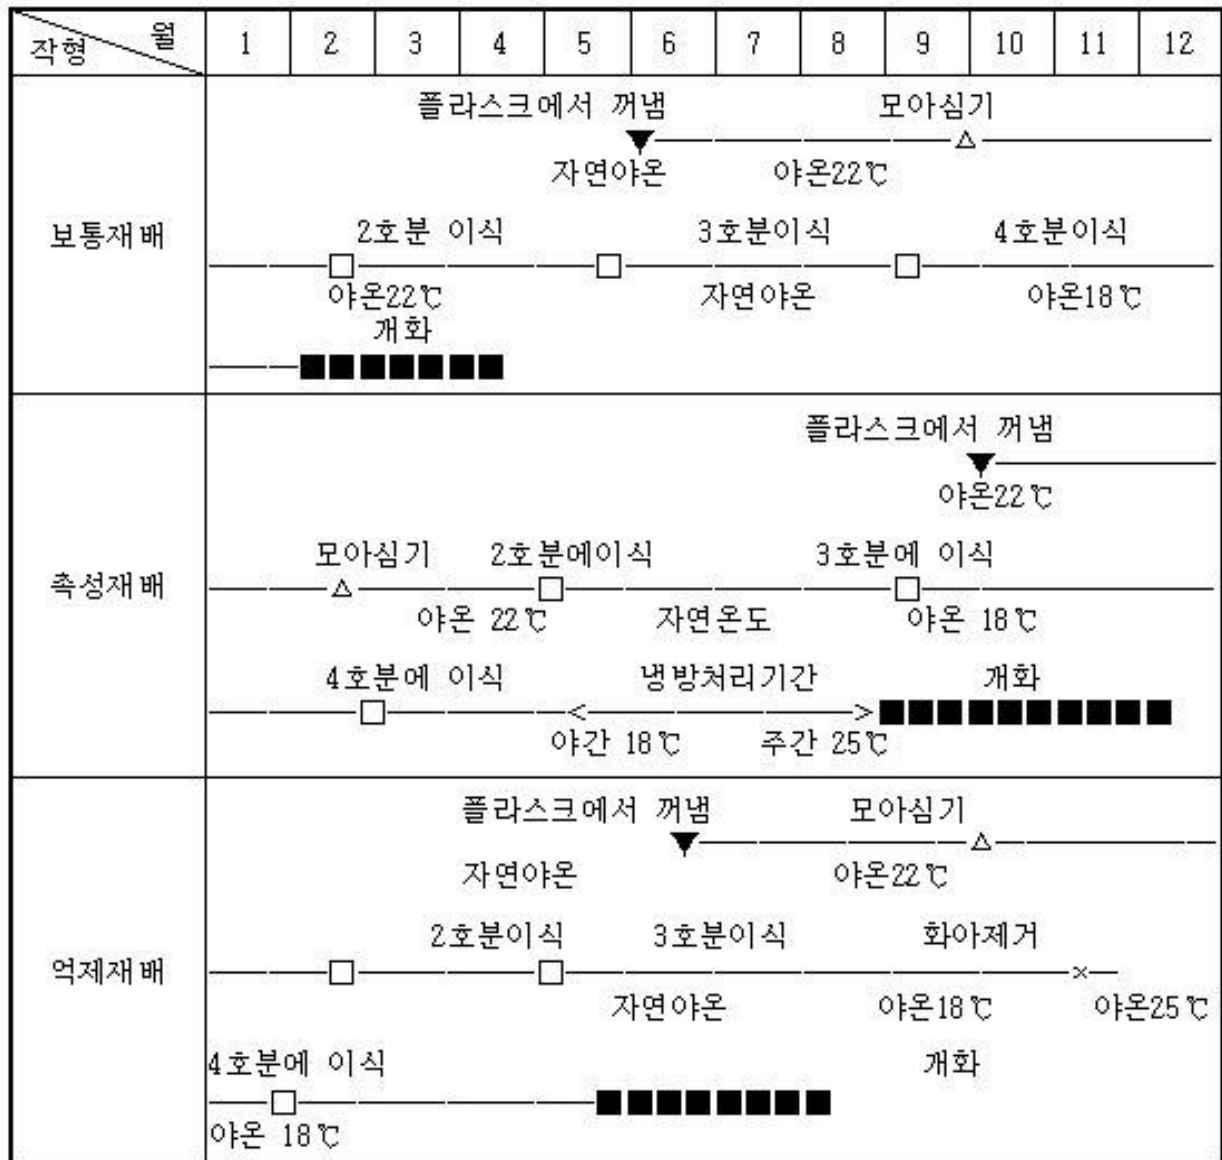 월
작형 1 2 3 4 5 6 7 8 9 10 11 12
플라스크에서 꺼냄 모아심기
자연야온 야온22℃
보통재배
2호분 이식 3호분이식 4호분이식
야온22℃ 자연야온 야온18℃
개화
플라스크에서 꺼냄
야온22℃
모아심기 2호분에이식 3호분에 이식
촉성재배
야온 22℃ 자연온도 야온 18℃
4호분에 이식 냉방처리기간 개화
야간 18℃ 주간 25℃
플라스크에서 꺼냄 모아심기
자연야온 야온22℃
2호분이식 3호분이식 화아제거
억제재배
자연야온 야온18℃ 야온25℃
4호분에 이식 개화
야온 18℃